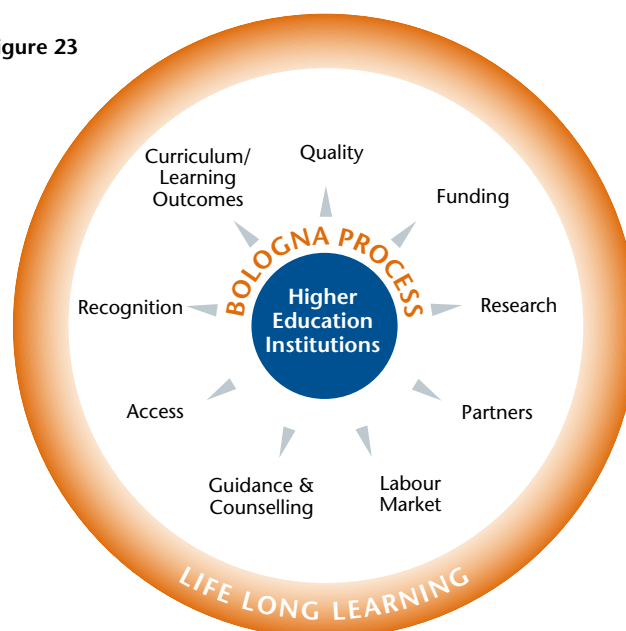 igure 23
Quality
Curriculum/
Learning
Outcomes
Funding
BOLOGNA PROCESS
Higher
Education
Institutions
Recognition
Research
Access
Partners
Guidance &
Counselling
Labour
Market
LIFE LONG LEARNING